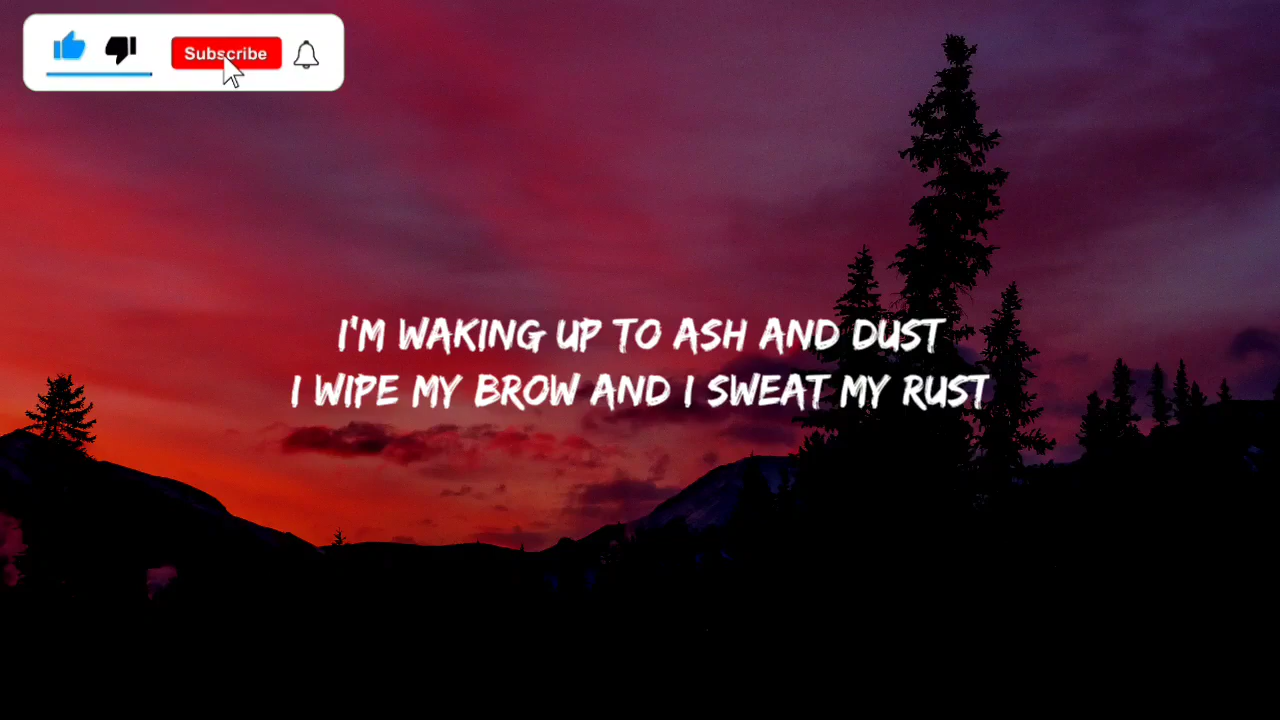 Subscribe
I'M WAKING UP TO ASH AND DUST
I WIPE MY BROW AND I SWEAT MY RUST